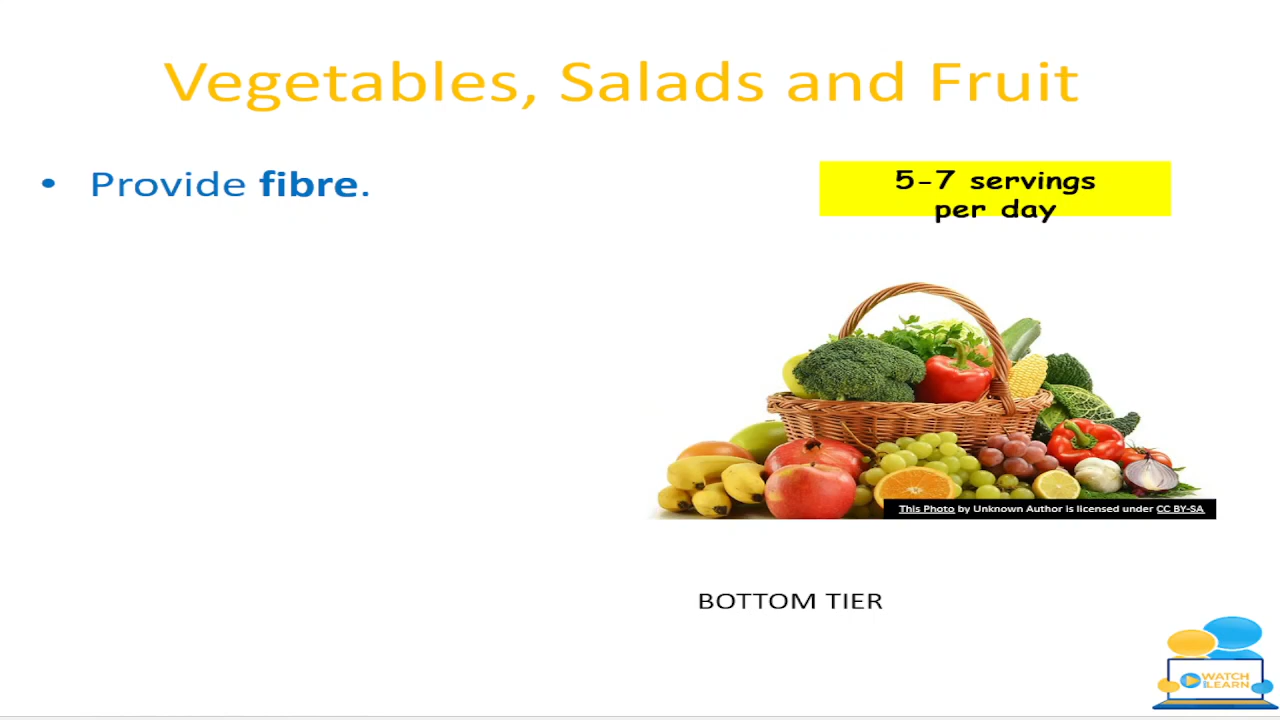 Vegetables, Salads and Fruit
• Provide fibre.
5-7 servings
per day
This Photo by Unknown Author is licensed under CC BY-SA
BOTTOM TIER
WATCH
LEARN